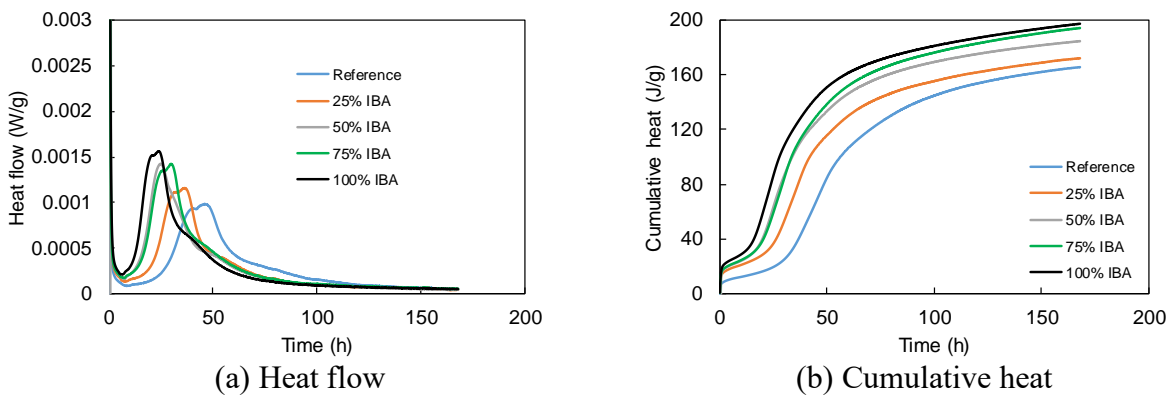 0.003
0.0025
0.002
0.0015
0.001
0.0005
0
Heat flow (W/g)
Reference
25% IBA
50% IBA
75% IBA
100% IBA
0 50 100 150 200
Time (h)
(a) Heat flow
200
160
120
80
40
0
Cumulative heat (J/g)
Reference
25% IBA
50% IBA
75% IBA
100% IBA
0 50 100 150 200
Time (h)
(b) Cumulative heat